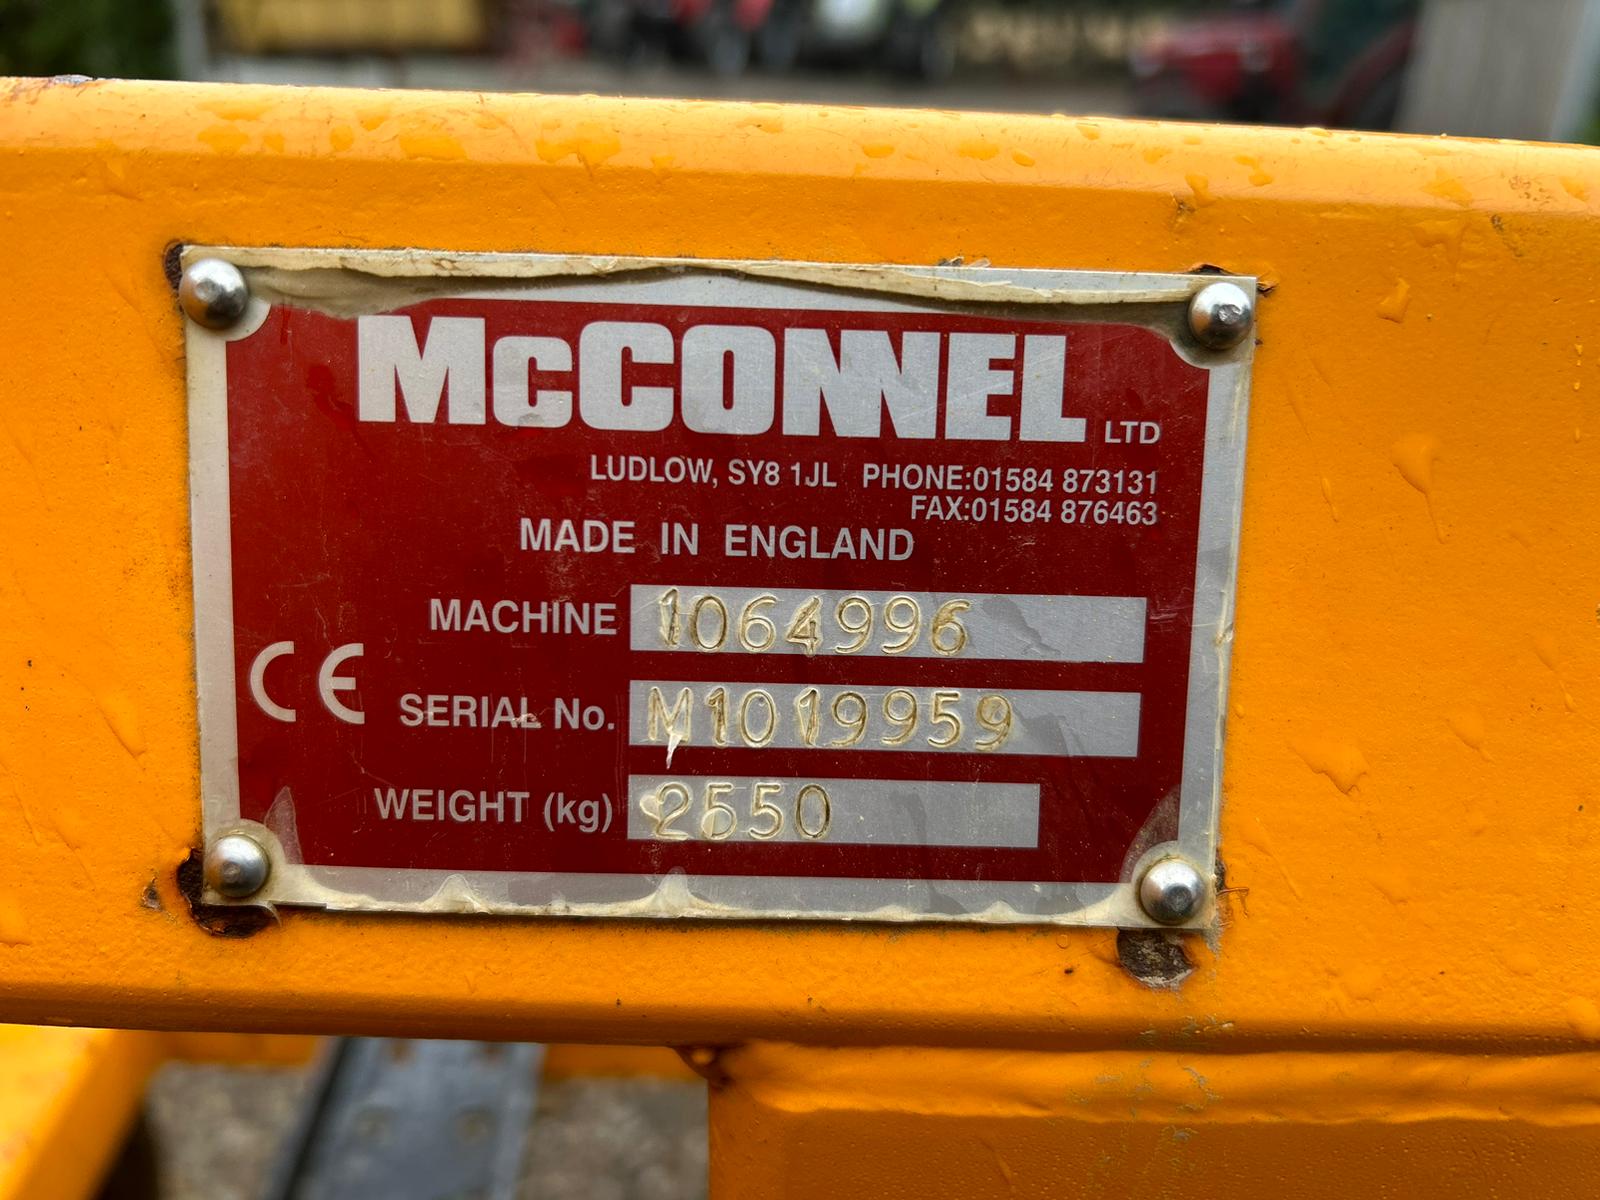 McCONNEL LTD
LUDLOW, SY8 1JL PHONE:01584 873131
FAX:01584 876463
MADE IN ENGLAND
MACHINE 1064996
CE SERIAL No. M1019959
WEIGHT (kg) 2550